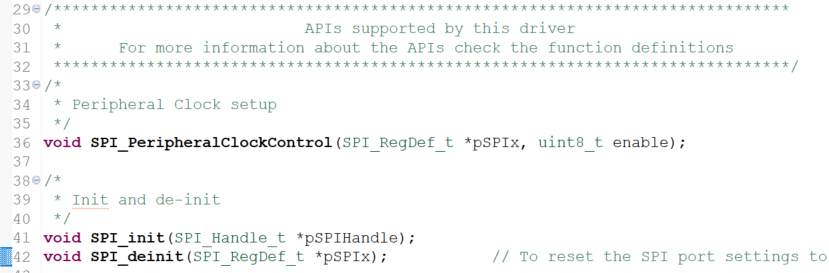 29 /*******************************************************************************
30 * APIs supported by this driver
31 * For more information about the APIs check the function definitions
32 *******************************************************************************/
33 /*
34 * Peripheral Clock setup
35 */
36 void SPI_PeripheralClockControl(SPI_RegDef_t *pSPIx, uint8_t enable);
37
38 /*
39 * Init and de-init
40 */
41 void SPI_init(SPI_Handle_t *pSPIHandle);
42 void SPI_deinit(SPI_RegDef_t *pSPIx); // To reset the SPI port settings to